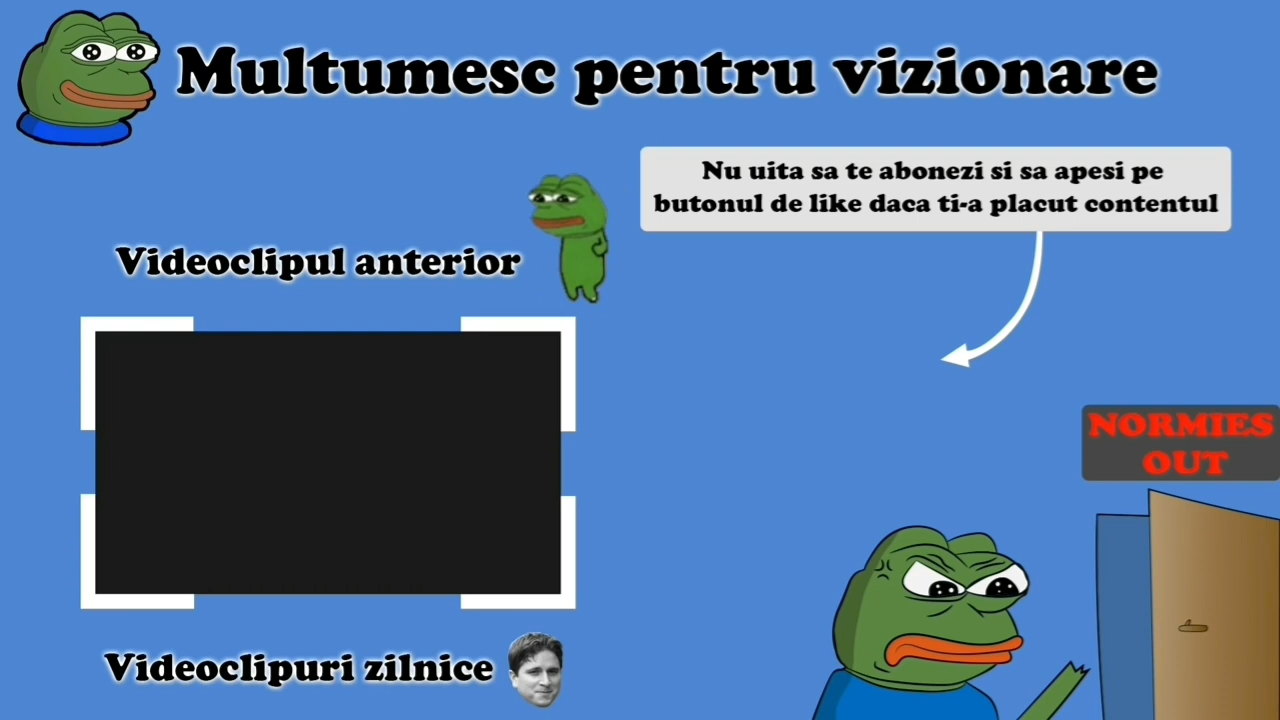 Multumesc pentru vizionare
Nu uita sa te abonezi si sa apesi pe
butonul de like daca ti-a placut contentul
Videoclipul anterior
NORMIES
OUT
Videoclipuri zilnice